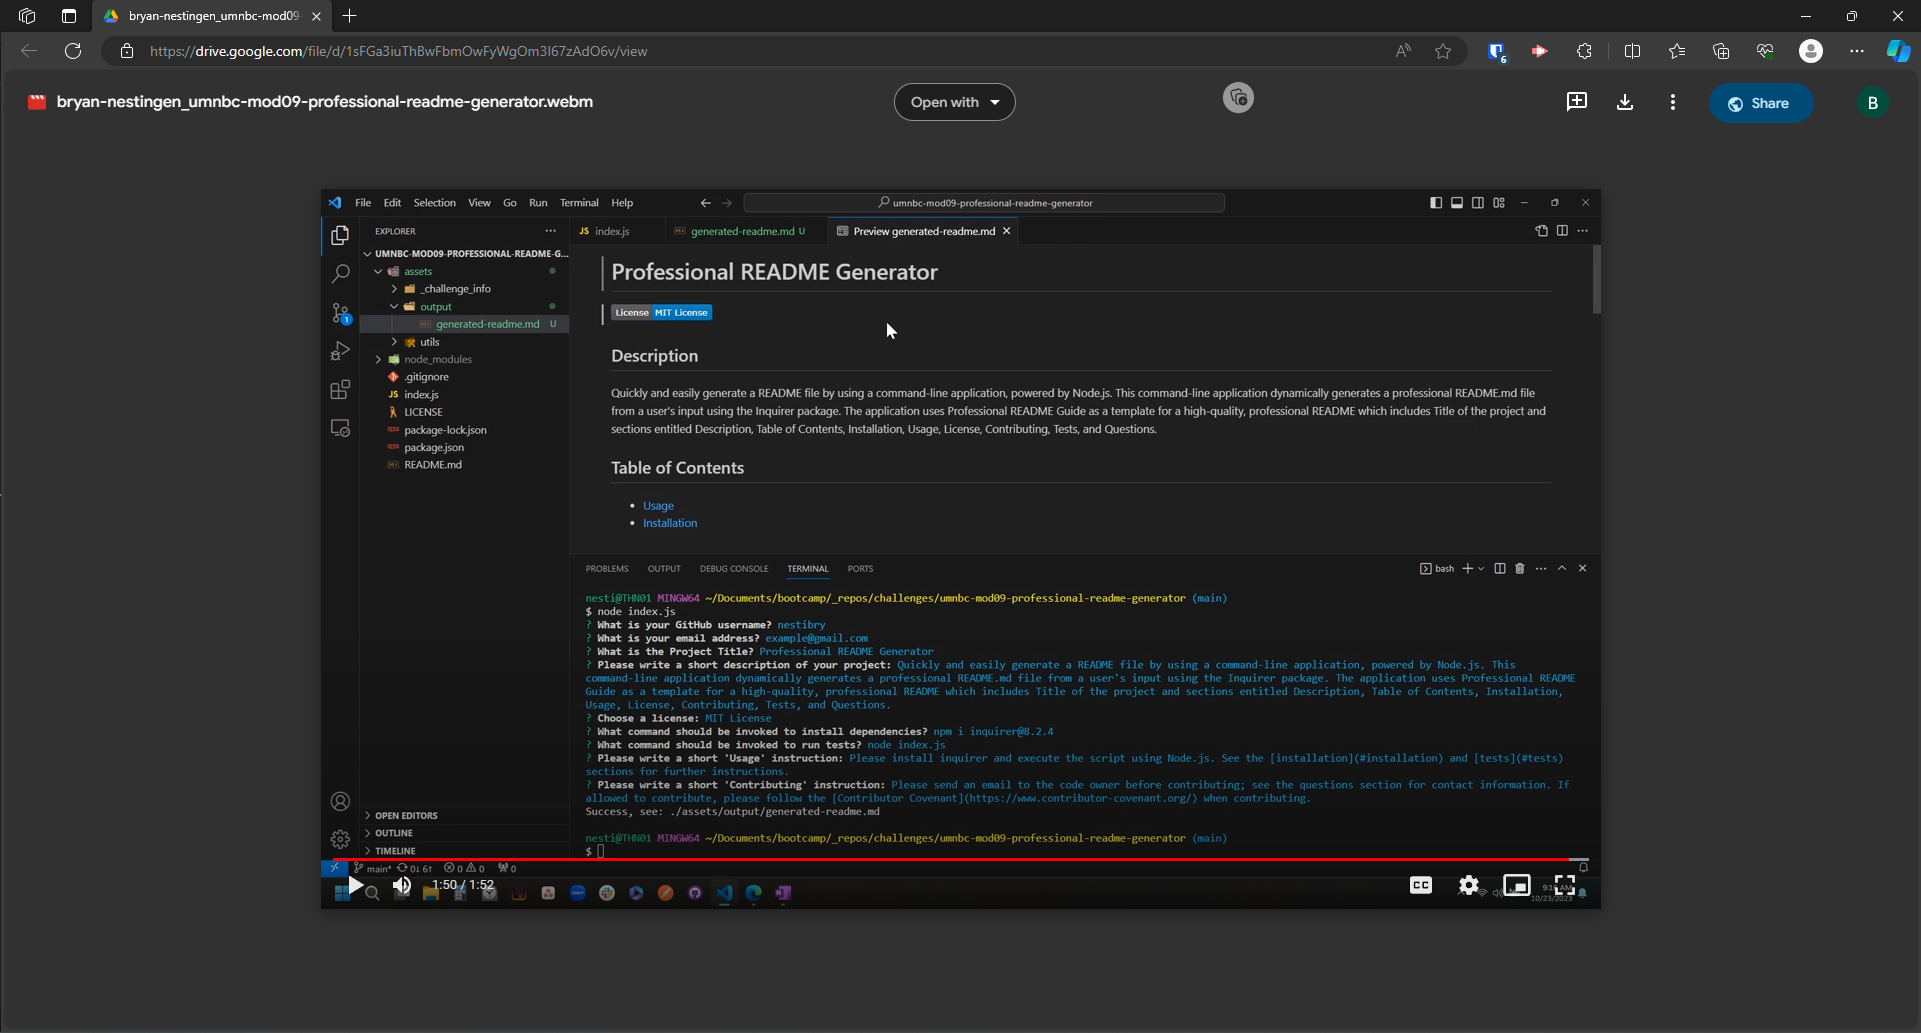 bryan-nestingen_umnbc-mod09-
https://drive.google.com/file/d/1sFGa3iuThBwFbmOwFyWgOm3I67zAdO6v/view
6
bryan-nestingen_umnbc-mod09-professional-readme-generator.webm
Open with
Share
B
File Edit Selection View Go Run Terminal Help
umnbc-mod09-professional-readme-generator
EXPLORER
JS index.js
generated-readme.md U
Preview generated-readme.md
UMNBC-MOD09-PROFESSIONAL-README-G...
assets
_challenge_info
output
generated-readme.md U
utils
node_modules
.gitignore
JS index.js
LICENSE
package-lock.json
package.json
README.md
1
OPEN EDITORS
OUTLINE
TIMELINE
Professional README Generator
License MIT License
Description
Quickly and easily generate a README file by using a command-line application, powered by Node.js. This command-line application dynamically generates a professional README.md file
from a user's input using the Inquirer package. The application uses Professional README Guide as a template for a high-quality, professional README which includes Title of the project and
sections entitled Description, Table of Contents, Installation, Usage, License, Contributing, Tests, and Questions.
Table of Contents
• Usage
• Installation
PROBLEMS OUTPUT DEBUG CONSOLE TERMINAL PORTS
bash
nesti@THN01 MINGW64 ~/Documents/bootcamp/_repos/challenges/umnbc-mod09-professional-readme-generator (main)
$ node index.js
? What is your GitHub username? nestibry
? What is your email address? example@gmail.com
? What is the Project Title? Professional README Generator
? Please write a short description of your project: Quickly and easily generate a README file by using a command-line application, powered by Node.js. This
command-line application dynamically generates a professional README.md file from a user's input using the Inquirer package. The application uses Professional README
Guide as a template for a high-quality, professional README which includes Title of the project and sections entitled Description, Table of Contents, Installation,
Usage, License, Contributing, Tests, and Questions.
? Choose a license: MIT License
? What command should be invoked to install dependencies? npm i inquirer@8.2.4
? What command should be invoked to run tests? node index.js
? Please write a short 'Usage' instruction: Please install inquirer and execute the script using Node.js. See the [installation](#installation) and [tests](#tests)
sections for further instructions.
? Please write a short 'Contributing' instruction: Please send an email to the code owner before contributing; see the questions section for contact information. If
allowed to contribute, please follow the [Contributor Covenant](https://www.contributor-covenant.org/) when contributing.
Success, see: ./assets/output/generated-readme.md
nesti@THN01 MINGW64 ~/Documents/bootcamp/_repos/challenges/umnbc-mod09-professional-readme-generator (main)
$
main* 0↓ 6↑ 0 0 0
1:50 / 1:52
CC
10/23/2023